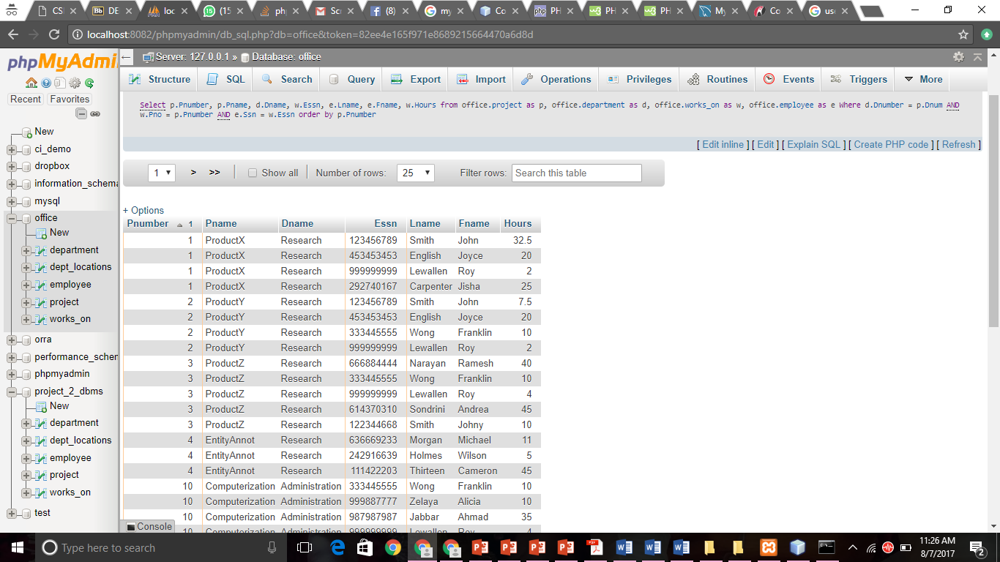 CS
Bb DE
loc
(15
ph
Sc
(8)
my
Co
php PH
w3 PH
w3 PH
My
Co
use
localhost:8082/phpmyadmin/db_sql.php?db=office&token=82ee4e165f971e8689215664470a6d8d
phpMyAdmi
Server: 127.0.0.1 » Database: office
Structure SQL Search Query Export Import Operations Privileges Routines Events Triggers More
Recent Favorites
New
ci_demo
dropbox
information_schema
mysql
office
New
department
dept_locations
employee
project
works_on
orra
performance_schem
phpmyadmin
project_2_dbms
New
department
dept_locations
employee
project
works_on
test
Select p.Pnumber, p.Pname, d.Dname, w.Essn, e.Lname, e.Fname, w.Hours from office.project as p, office.department as d, office.works_on as w, office.employee as e Where d.Dnumber = p.Dnum AND
w.Pno = p.Pnumber AND e.Ssn = w.Essn order by p.Pnumber
[ Edit inline ] [ Edit ] [ Explain SQL ] [ Create PHP code ] [ Refresh ]
1 > >> Show all Number of rows: 25 Filter rows: Search this table
+ Options
Pnumber 1 Pname Dname Essn Lname Fname Hours
1 ProductX Research 123456789 Smith John 32.5
1 ProductX Research 453453453 English Joyce 20
1 ProductX Research 999999999 Lewallen Roy 2
1 ProductX Research 292740167 Carpenter Jisha 25
2 ProductY Research 123456789 Smith John 7.5
2 ProductY Research 453453453 English Joyce 20
2 ProductY Research 333445555 Wong Franklin 10
2 ProductY Research 999999999 Lewallen Roy 2
3 ProductZ Research 666884444 Narayan Ramesh 40
3 ProductZ Research 333445555 Wong Franklin 10
3 ProductZ Research 999999999 Lewallen Roy 4
3 ProductZ Research 614370310 Sondrini Andrea 45
3 ProductZ Research 122344668 Smith Johny 10
4 EntityAnnot Research 636669233 Morgan Michael 11
4 EntityAnnot Research 242916639 Holmes Wilson 5
4 EntityAnnot Research 111422203 Thirteen Cameron 45
10 Computerization Administration 333445555 Wong Franklin 10
10 Computerization Administration 999887777 Zelaya Alicia 10
10 Computerization Administration 987987987 Jabbar Ahmad 35
10 Computerization Administration 999999999 Lewallen Roy 4
Console
Type here to search
11:26 AM
8/7/2017
2